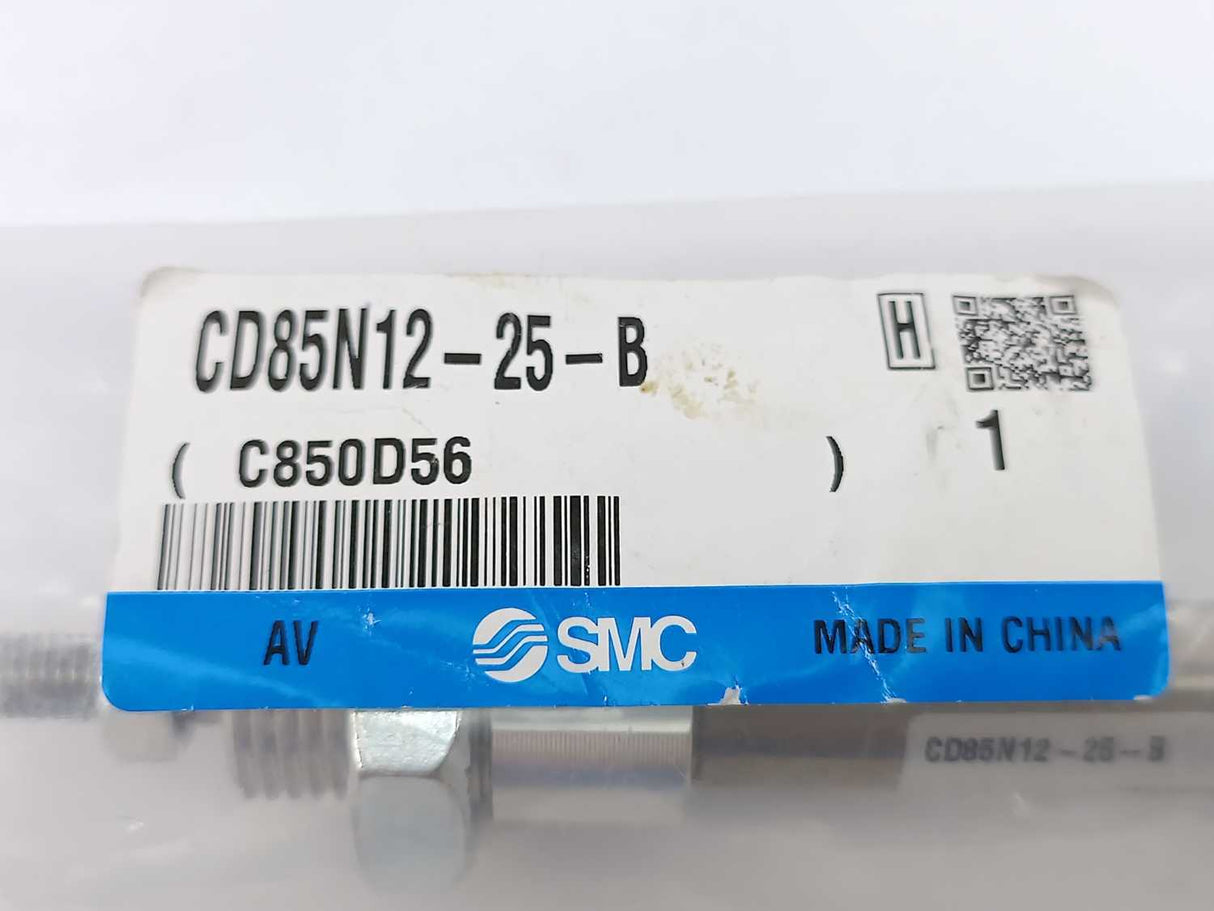 CD85N12-25-B H
( C850D56 ) 1
AV SMC MADE IN CHINA
CD85N12-25-B